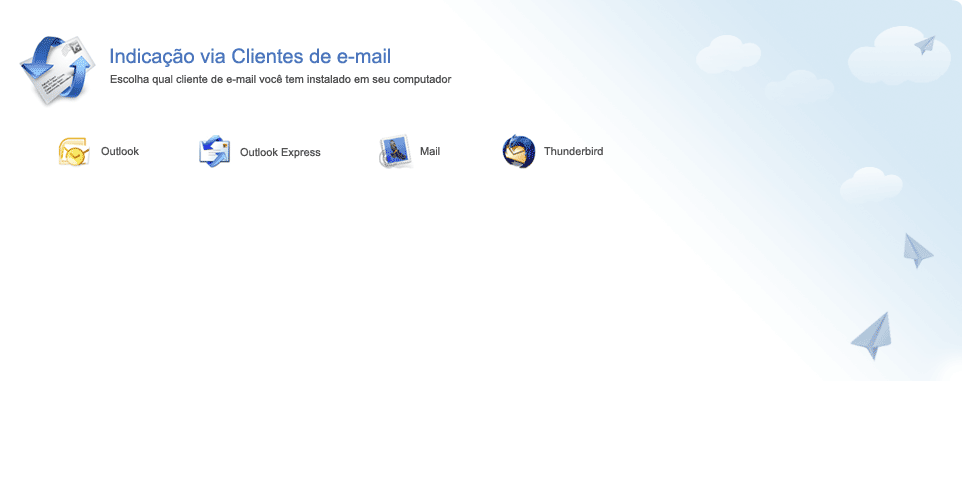 Indicação via Clientes de e-mail
Escolha qual cliente de e-mail você tem instalado em seu computador
Outlook
Outlook Express
Mail
Thunderbird